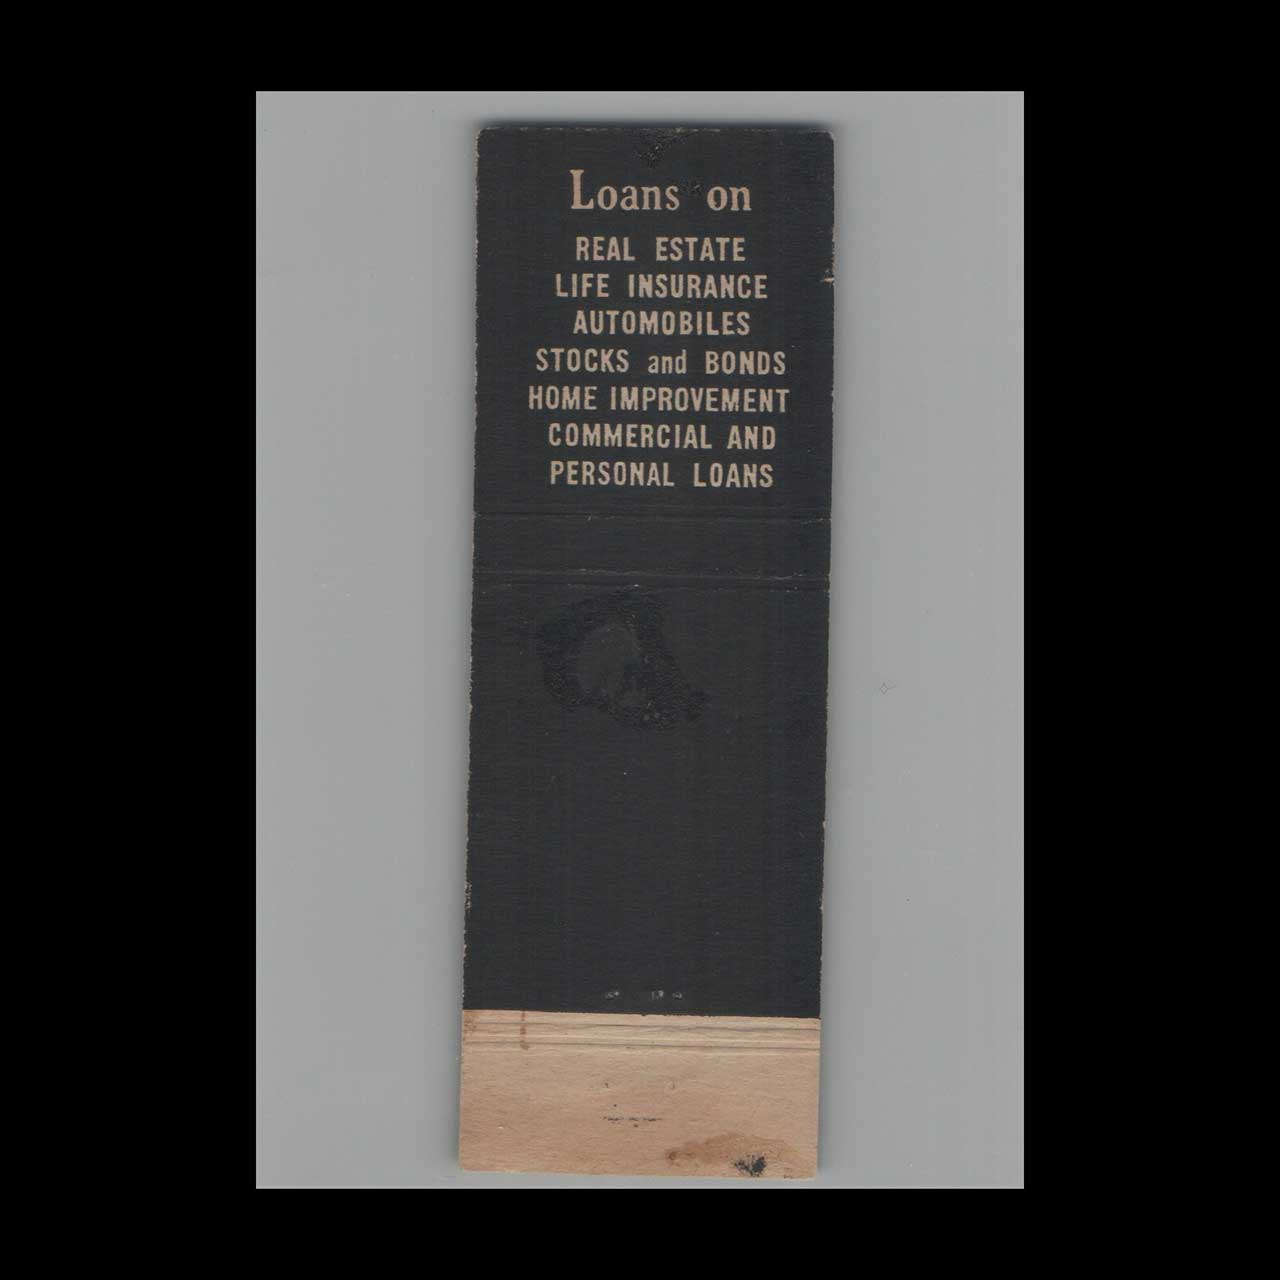 Loans on
REAL ESTATE
LIFE INSURANCE
AUTOMOBILES
STOCKS and BONDS
HOME IMPROVEMENT
COMMERCIAL AND
PERSONAL LOANS